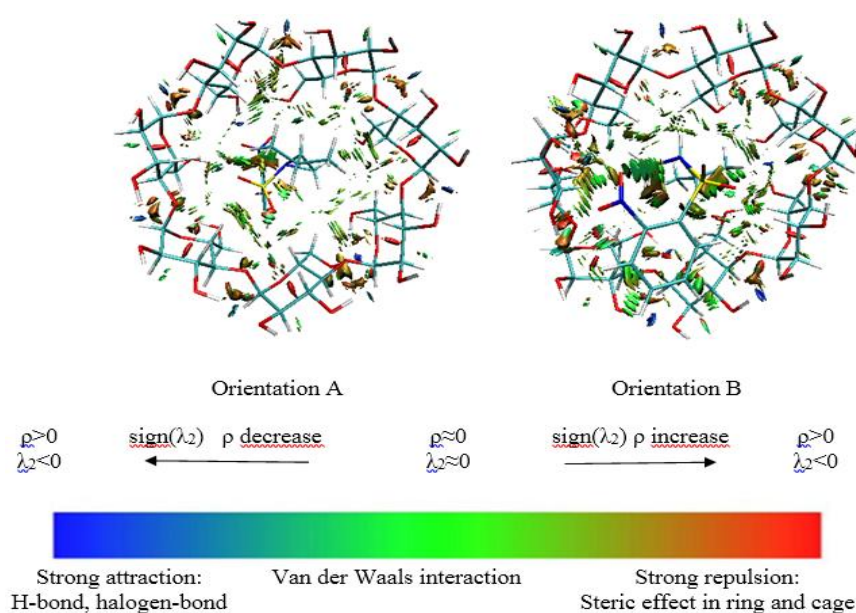 Orientation A Orientation B
ρ>0 sign(λ2) ρ decrease ρ≈0 sign(λ2) ρ increase ρ>0
λ2<0 λ2≈0 λ2<0
Strong attraction: Van der Waals interaction Strong repulsion:
H-bond, halogen-bond Steric effect in ring and cage